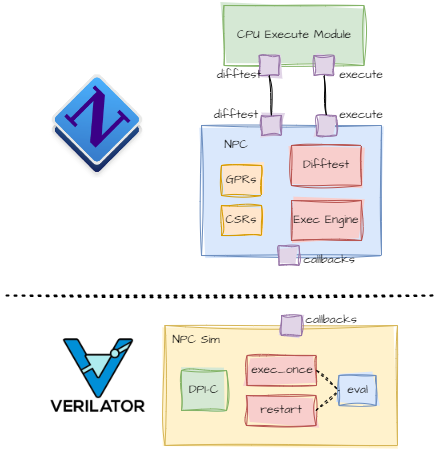 CPU Execute Module
difftest
execute
difftest
execute
NPC
Difftest
GPRs
CSRs
Exec Engine
callbacks
N
callbacks
NPC Sim
exec_once
DPI-C
eval
restart
VERILATOR